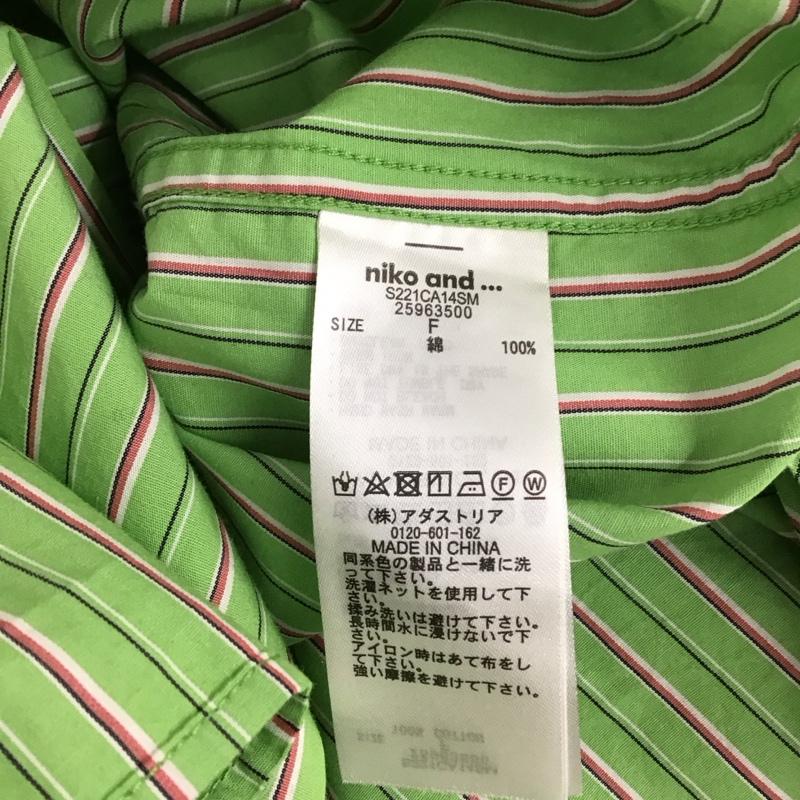 niko and ...
S221CA14SM
25963500
SIZE F
綿 100%
F W
(株)アダストリア
0120-601-162
MADE IN CHINA
同系色の製品と一緒に洗
って下さい。
洗濯ネットを使用して下
さい。
揉み洗いは避けて下さい。
長時間水に浸けないで下
さい。
アイロン時はあて布をし
て下さい。
強い摩擦を避けて下さい。